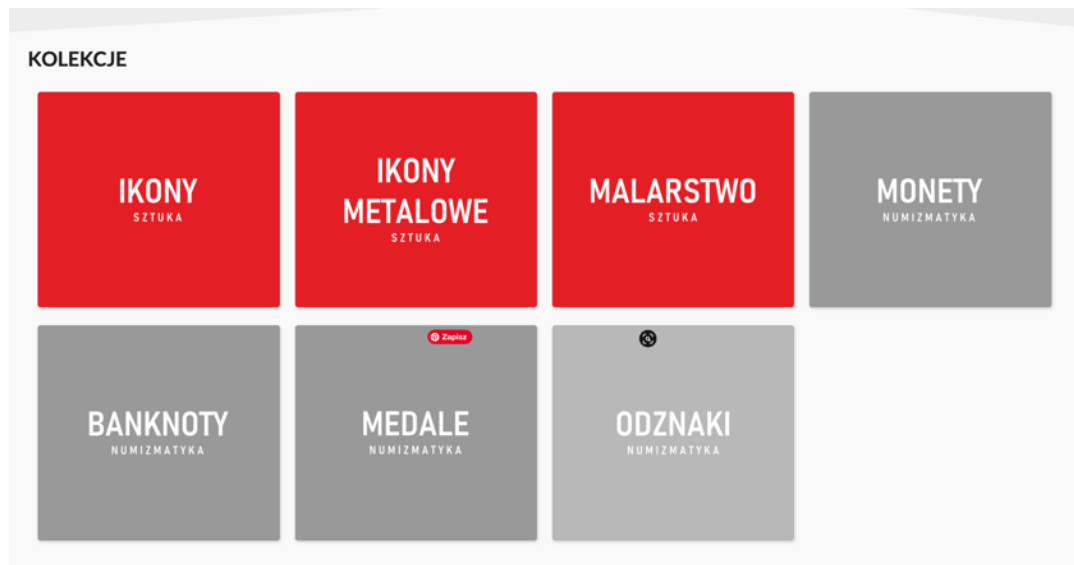 KOLEKCJE
IKONY
SZTUKA
IKONY
METALOWE
SZTUKA
MALARSTWO
SZTUKA
MONETY
NUMIZMATYKA
BANKNOTY
NUMIZMATYKA
Zapisz
MEDALE
NUMIZMATYKA
ODZNAKI
NUMIZMATYKA